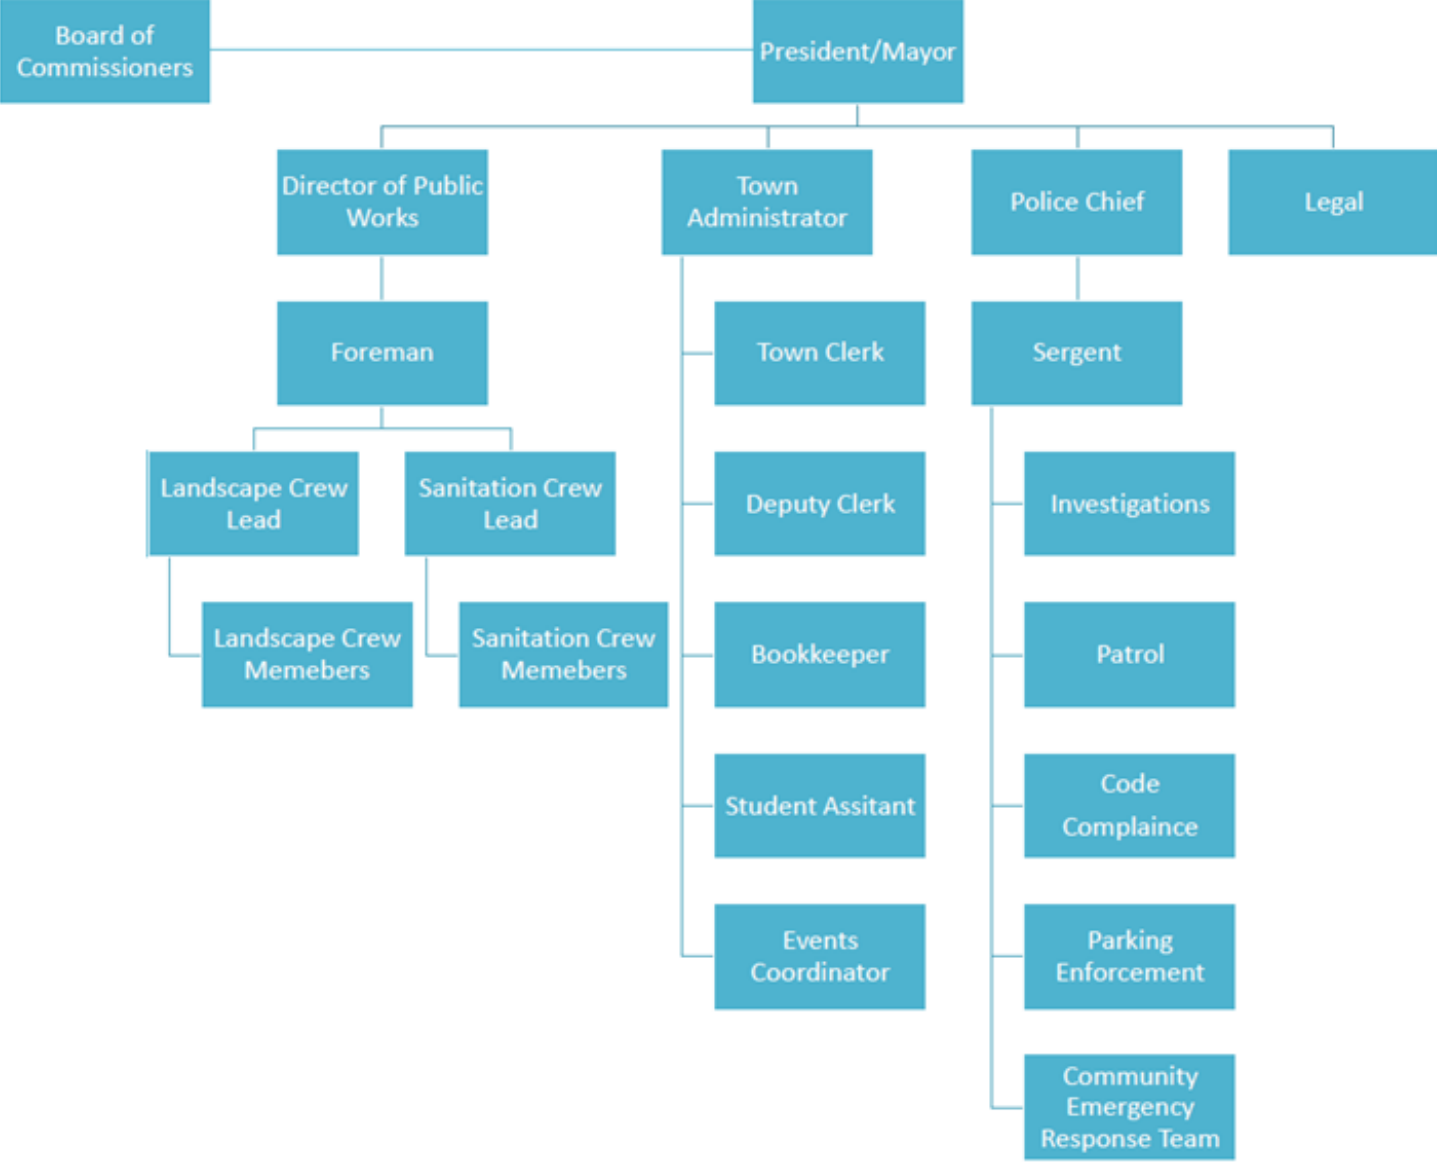 Board of
Commissioners
President/Mayor
Director of Public
Works
Town
Administrator
Police Chief
Legal
Foreman
Town Clerk
Sergent
Landscape Crew
Lead
Sanitation Crew
Lead
Deputy Clerk
Investigations
Landscape Crew
Memebers
Sanitation Crew
Memebers
Bookkeeper
Patrol
Student Assitant
Code
Complaince
Events
Coordinator
Parking
Enforcement
Community
Emergency
Response Team